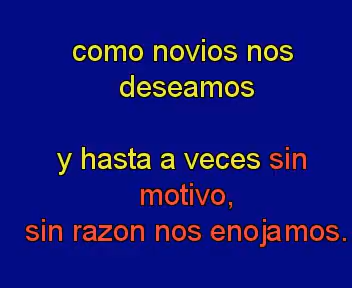 como novios nos
deseamos
y hasta a veces sin
motivo,
sin razon nos enojamos.